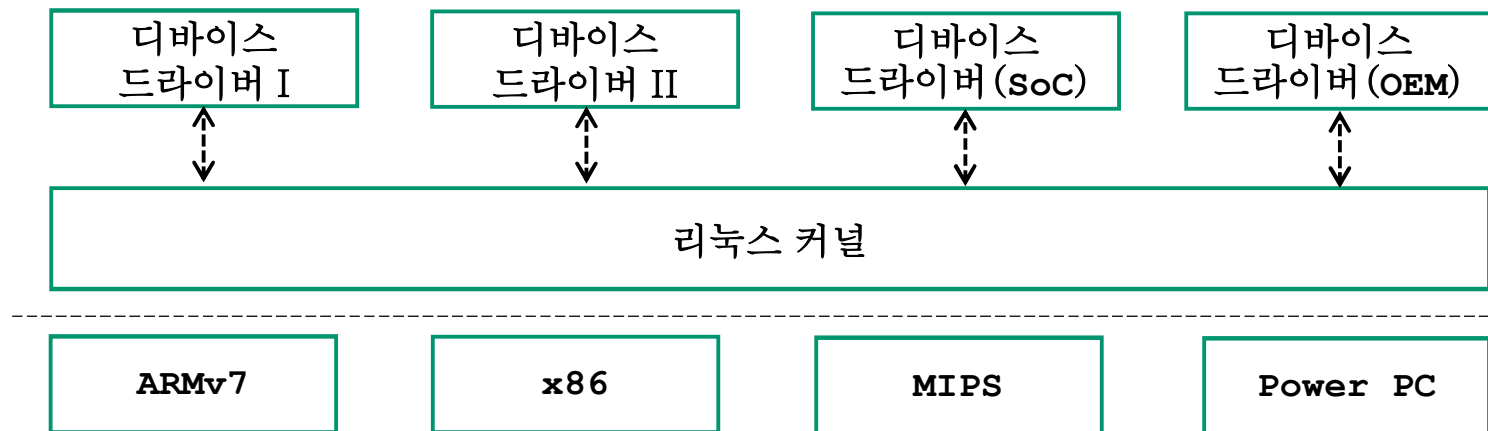 디바이스
드라이버 I
디바이스
드라이버 II
디바이스
드라이버(SoC)
디바이스
드라이버(OEM)
리눅스 커널
ARMv7
x86
MIPS
Power PC